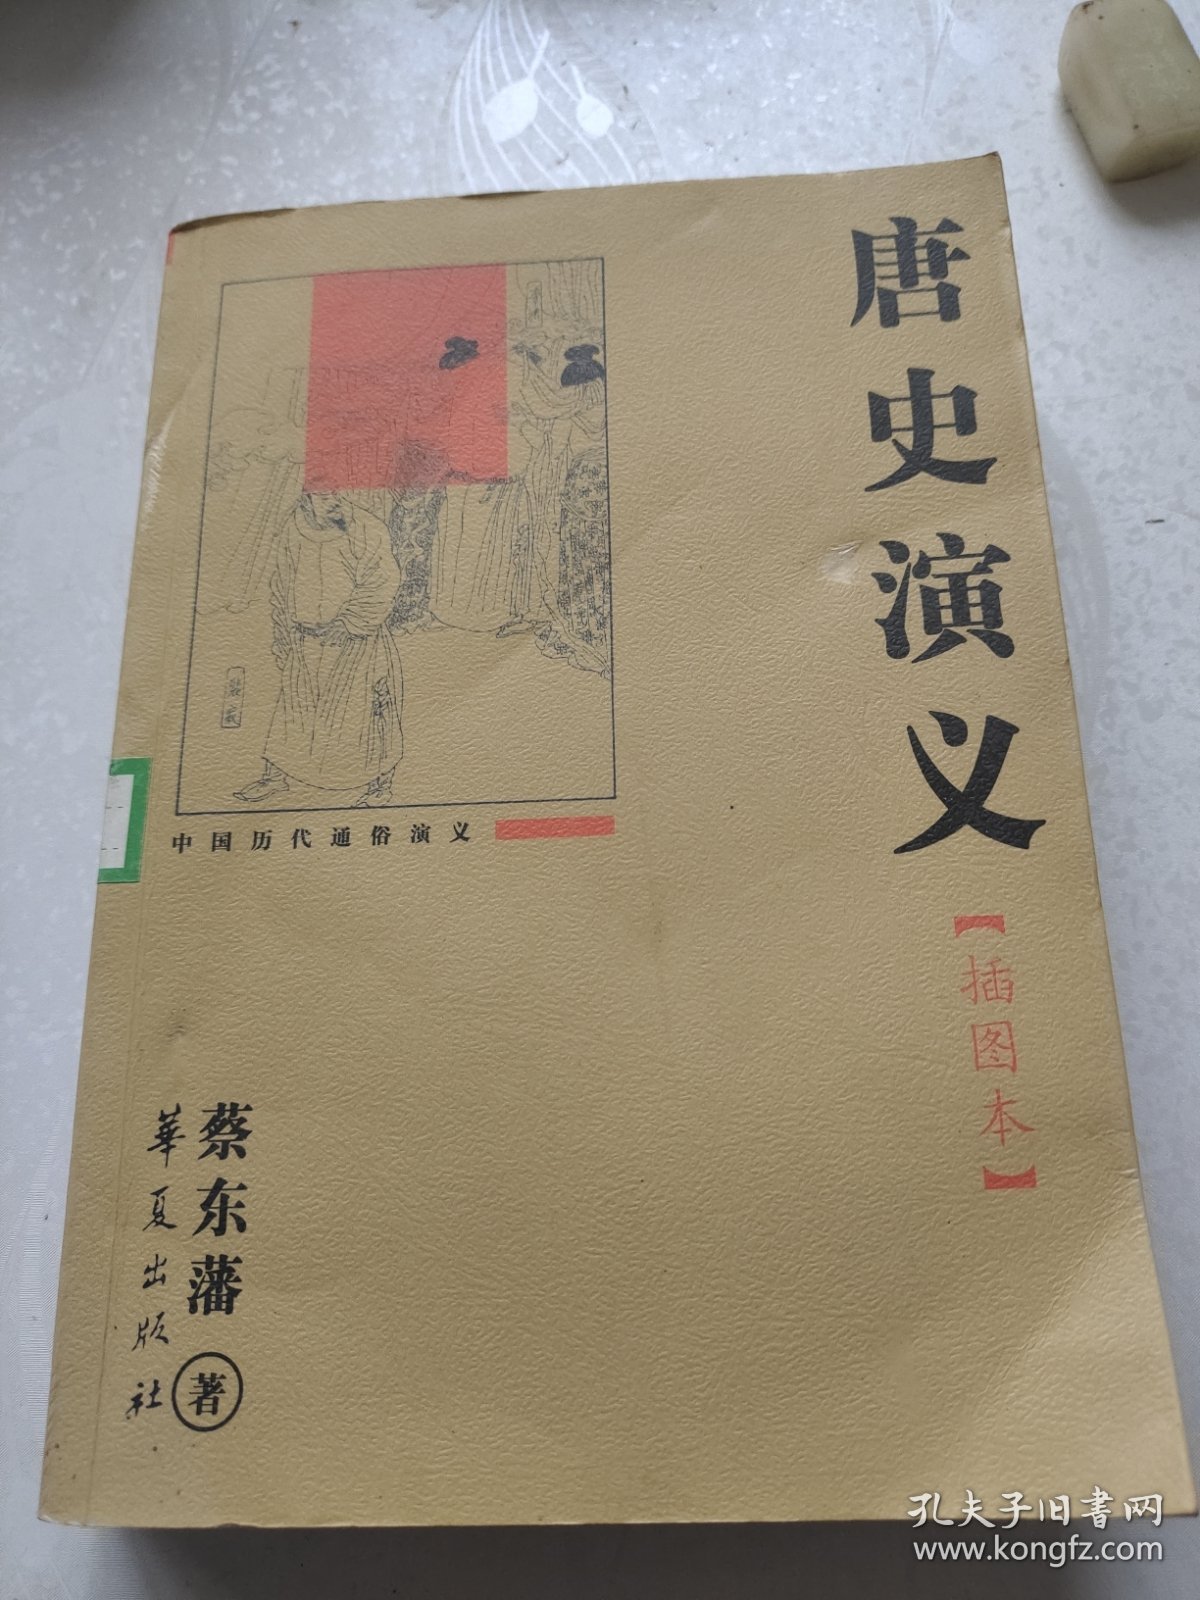 唐史演义
【插图本】
中国历代通俗演义
蔡东藩著
華夏出版社
孔夫子旧書网
www.kongfz.com